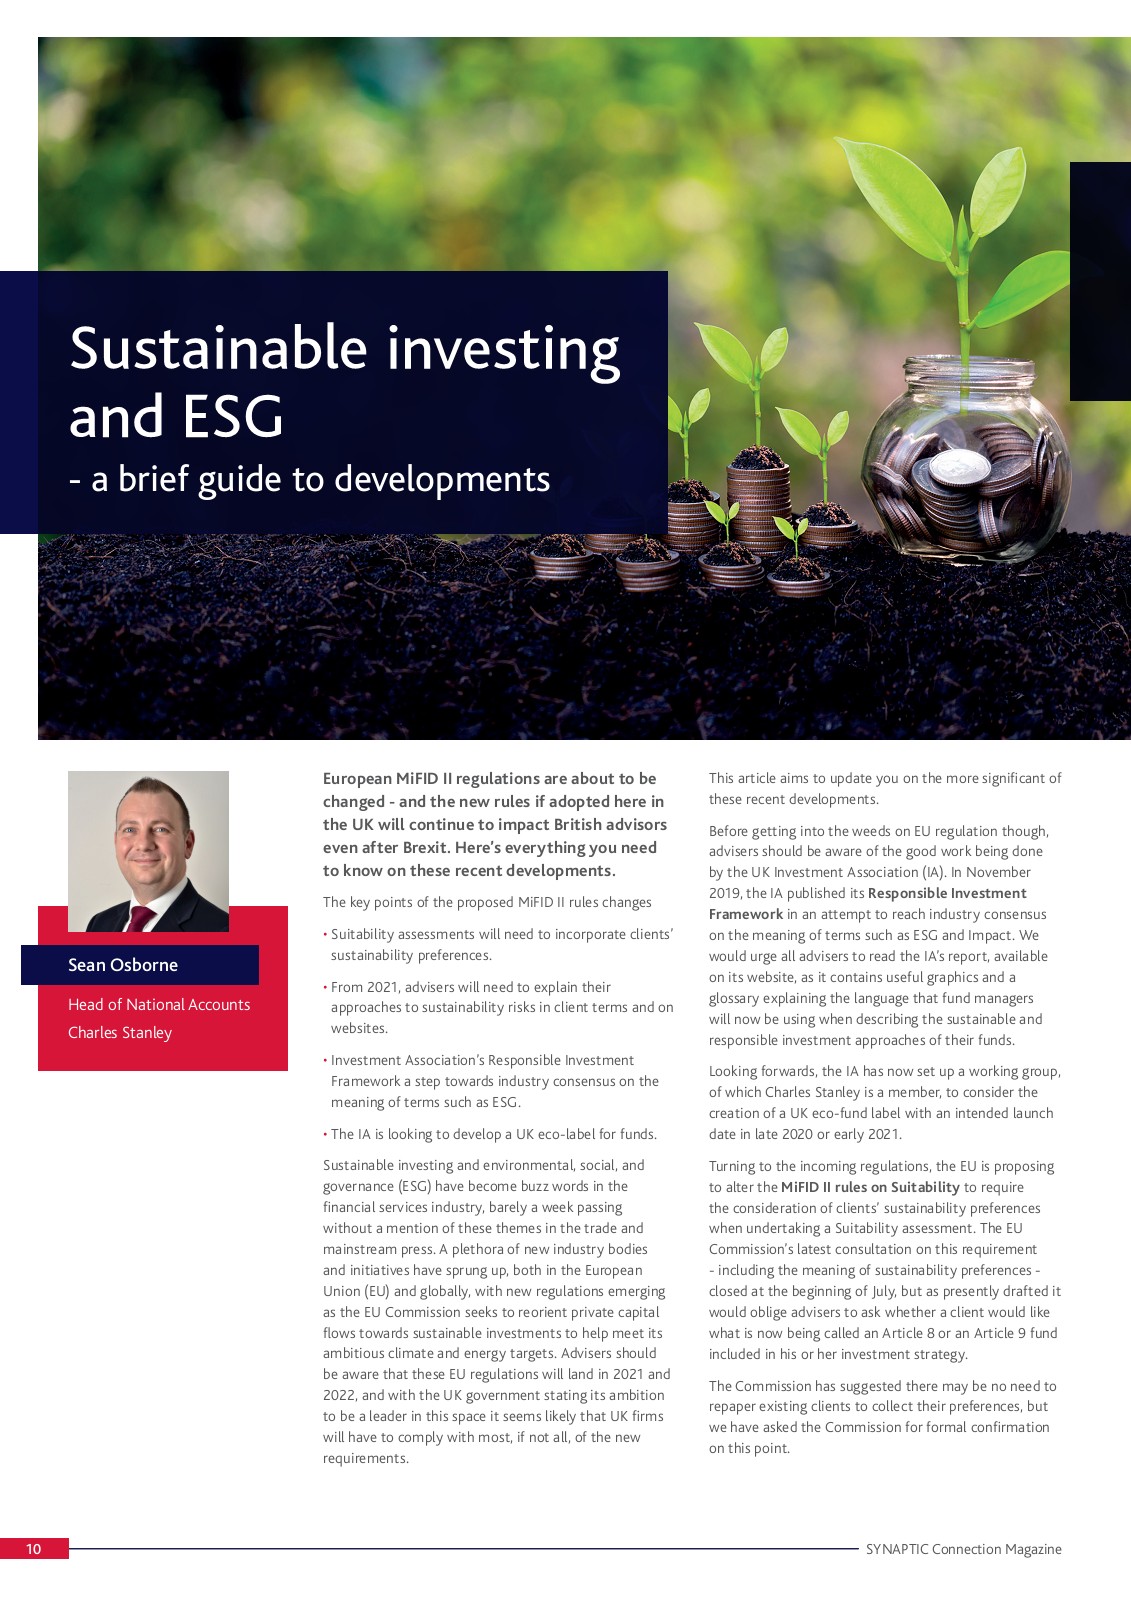 Sustainable investing
and ESG
- a brief guide to developments
Sean Osborne
Head of National Accounts
Charles Stanley
European MiFID II regulations are about to be
changed - and the new rules if adopted here in
the UK will continue to impact British advisors
even after Brexit. Here's everything you need
to know on these recent developments.
The key points of the proposed MiFID II rules changes
• Suitability assessments will need to incorporate clients'
sustainability preferences.
• From 2021, advisers will need to explain their
approaches to sustainability risks in client terms and on
websites.
• Investment Association's Responsible Investment
Framework a step towards industry consensus on the
meaning of terms such as ESG.
• The IA is looking to develop a UK eco-label for funds.
Sustainable investing and environmental, social, and
governance (ESG) have become buzz words in the
financial services industry, barely a week passing
without a mention of these themes in the trade and
mainstream press. A plethora of new industry bodies
and initiatives have sprung up, both in the European
Union (EU) and globally, with new regulations emerging
as the EU Commission seeks to reorient private capital
flows towards sustainable investments to help meet its
ambitious climate and energy targets. Advisers should
be aware that these EU regulations will land in 2021 and
2022, and with the UK government stating its ambition
to be a leader in this space it seems likely that UK firms
will have to comply with most, if not all, of the new
requirements.
This article aims to update you on the more significant of
these recent developments.
Before getting into the weeds on EU regulation though,
advisers should be aware of the good work being done
by the UK Investment Association (IA). In November
2019, the IA published its Responsible Investment
Framework in an attempt to reach industry consensus
on the meaning of terms such as ESG and Impact. We
would urge all advisers to read the IA's report, available
on its website, as it contains useful graphics and a
glossary explaining the language that fund managers
will now be using when describing the sustainable and
responsible investment approaches of their funds.
Looking forwards, the IA has now set up a working group,
of which Charles Stanley is a member, to consider the
creation of a UK eco-fund label with an intended launch
date in late 2020 or early 2021.
Turning to the incoming regulations, the EU is proposing
to alter the MiFID II rules on Suitability to require
the consideration of clients' sustainability preferences
when undertaking a Suitability assessment. The EU
Commission's latest consultation on this requirement
- including the meaning of sustainability preferences -
closed at the beginning of July, but as presently drafted it
would oblige advisers to ask whether a client would like
what is now being called an Article 8 or an Article 9 fund
included in his or her investment strategy.
The Commission has suggested there may be no need to
repaper existing clients to collect their preferences, but
we have asked the Commission for formal confirmation
on this point.
10
SYNAPTIC Connection Magazine